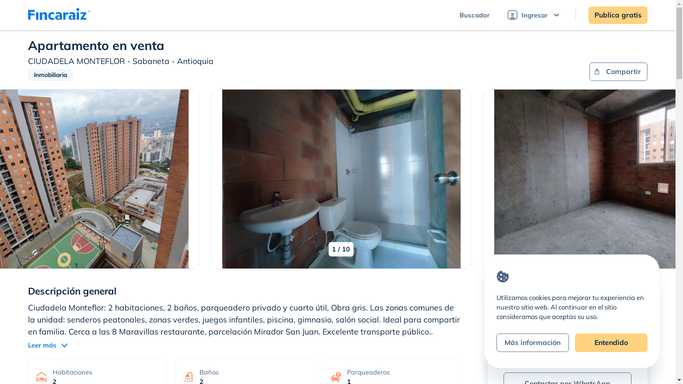 Fincaraiz
Buscador
Ingresar
Publica gratis
Apartamento en venta
CIUDADELA MONTEFLOR - Sabaneta - Antioquia
Inmobiliaria
Compartir
1 / 10
Descripción general
Ciudadela Monteflor: 2 habitaciones, 2 baños, parqueadero privado y cuarto útil, Obra gris. Las zonas comunes de
la unidad: senderos peatonales, zonas verdes, juegos infantiles, piscina, gimnasio, salón social. Ideal para compartir
en familia. Cerca a las 8 Maravillas restaurante, parcelación Mirador San Juan. Excelente transporte público..
Leer más
Habitaciones
2
Baños
2
Parqueaderos
1
Utilizamos cookies para mejorar tu experiencia en
nuestro sitio web. Al continuar en el sitio
consideramos que aceptas su uso.
Más información
Entendido
Contactar por WhatsApp